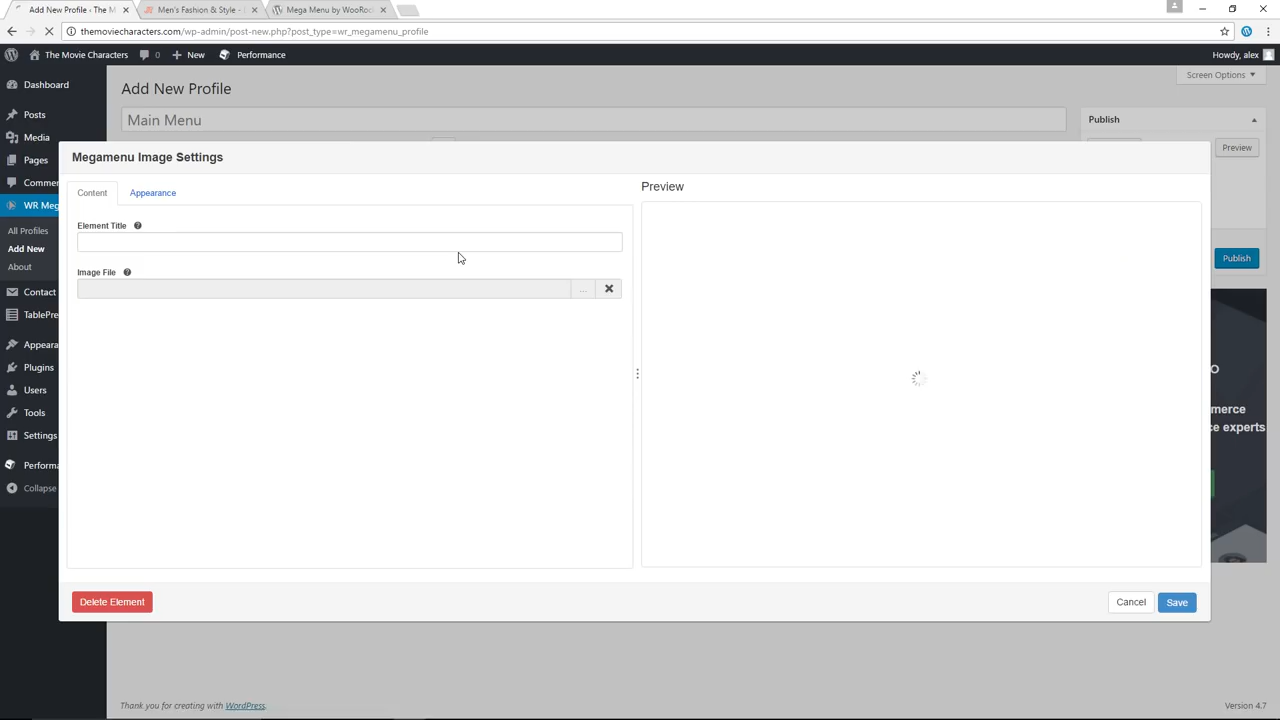 Add New Profile - The Mov
Men's Fashion & Style -
Mega Menu by WooRock
themoviecharacters.com/wp-admin/post-new.php?post_type=wr_megamenu_profile
The Movie Characters
0
New
Performance
Howdy, alex
Screen Options
Dashboard
Posts
Media
Pages
Commen
WR Meg
All Profiles
Add New
About
Contact
TablePre
Appeara
Plugins
Users
Tools
Settings
Performa
Collapse
Add New Profile
Main Menu
Publish
Preview
Publish
Megamenu Image Settings
Content
Appearance
Element Title
Image File
...
Preview
Delete Element
Cancel
Save
O
merce
ce experts
Thank you for creating with WordPress.
Version 4.7